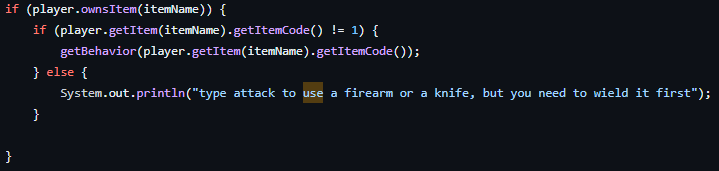 if (player.ownsItem(itemName)) {
    if (player.getItem(itemName).getItemCode() != 1) {
        getBehavior(player.getItem(itemName).getItemCode());
    } else {
        System.out.println("type attack to use a firearm or a knife, but you need to wield it first");
    }

}